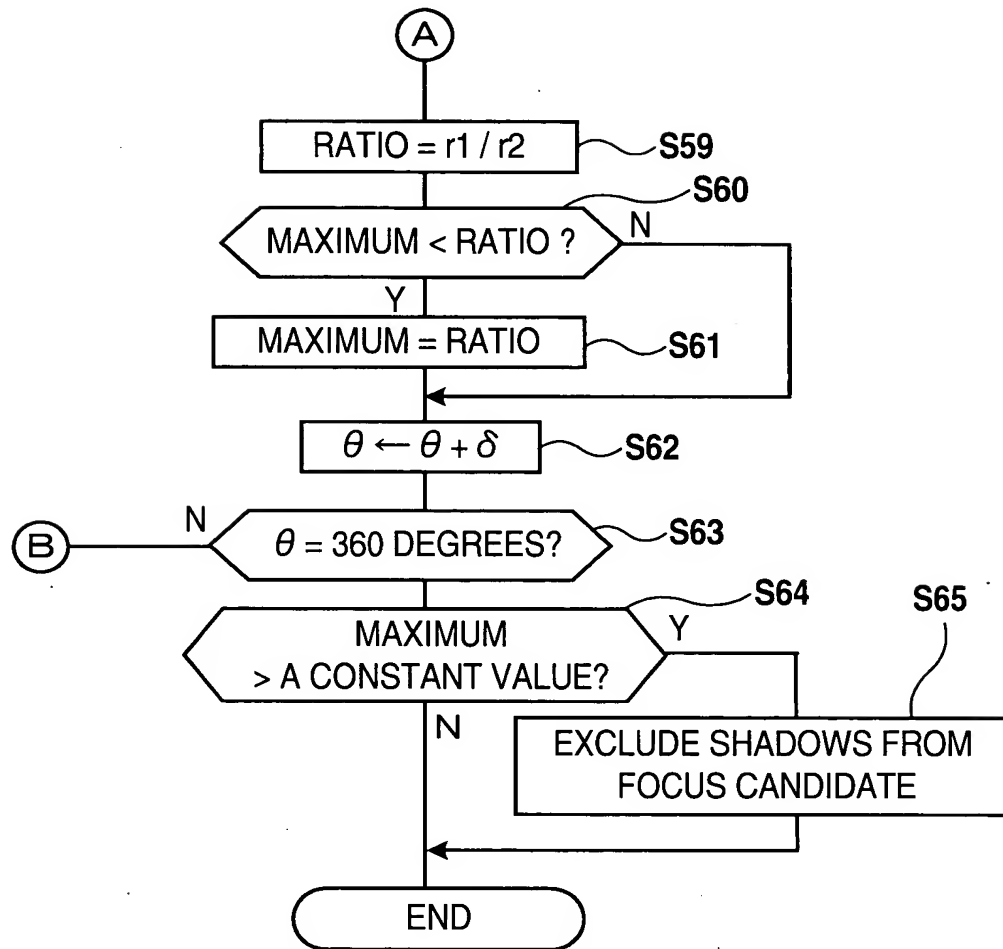 A
RATIO = r1 / r2
S59
S60
MAXIMUM < RATIO ?
N
Y
MAXIMUM = RATIO
S61
θ ← θ + δ
S62
B
N
θ = 360 DEGREES?
S63
S64
S65
MAXIMUM
> A CONSTANT VALUE?
Y
N
EXCLUDE SHADOWS FROM
FOCUS CANDIDATE
END